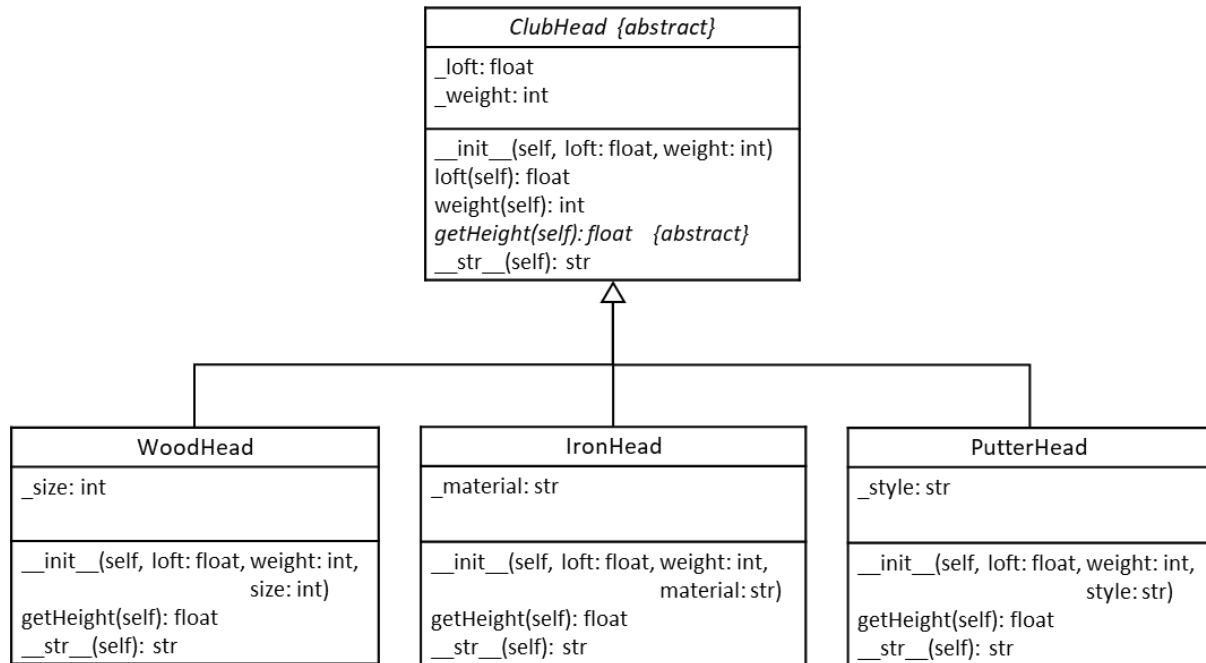 ClubHead {abstract}
_loft: float
_weight: int
__init__(self, loft: float, weight: int)
loft(self): float
weight(self): int
getHeight(self): float {abstract}
__str__(self): str
WoodHead
_size: int
__init__(self, loft: float, weight: int,
size: int)
getHeight(self): float
__str__(self): str
IronHead
_material: str
__init__(self, loft: float, weight: int,
material: str)
getHeight(self): float
__str__(self): str
PutterHead
_style: str
__init__(self, loft: float, weight: int,
style: str)
getHeight(self): float
__str__(self): str